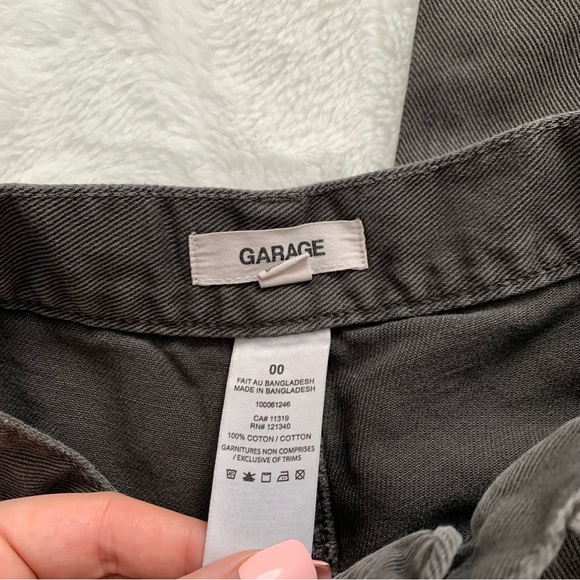 GARAGE
00
FAIT AU BANGLADESH
MADE IN BANGLADESH
100061246
CA# 11319
RN# 121340
100% COTON / COTTON
GARNITURES NON COMPRISES
/ EXCLUSIVE OF TRIMS